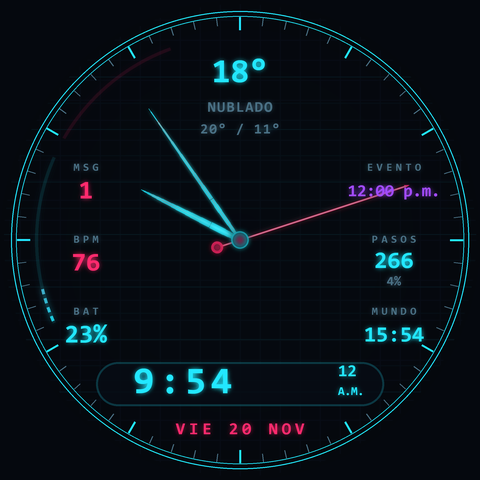 18°
NUBLADO
20° / 11°
MSG
1
EVENTO
12:00 p.m.
BPM
76
PASOS
266
4%
BAT
23%
MUNDO
15:54
9:54
12
A.M.
VIE 20 NOV